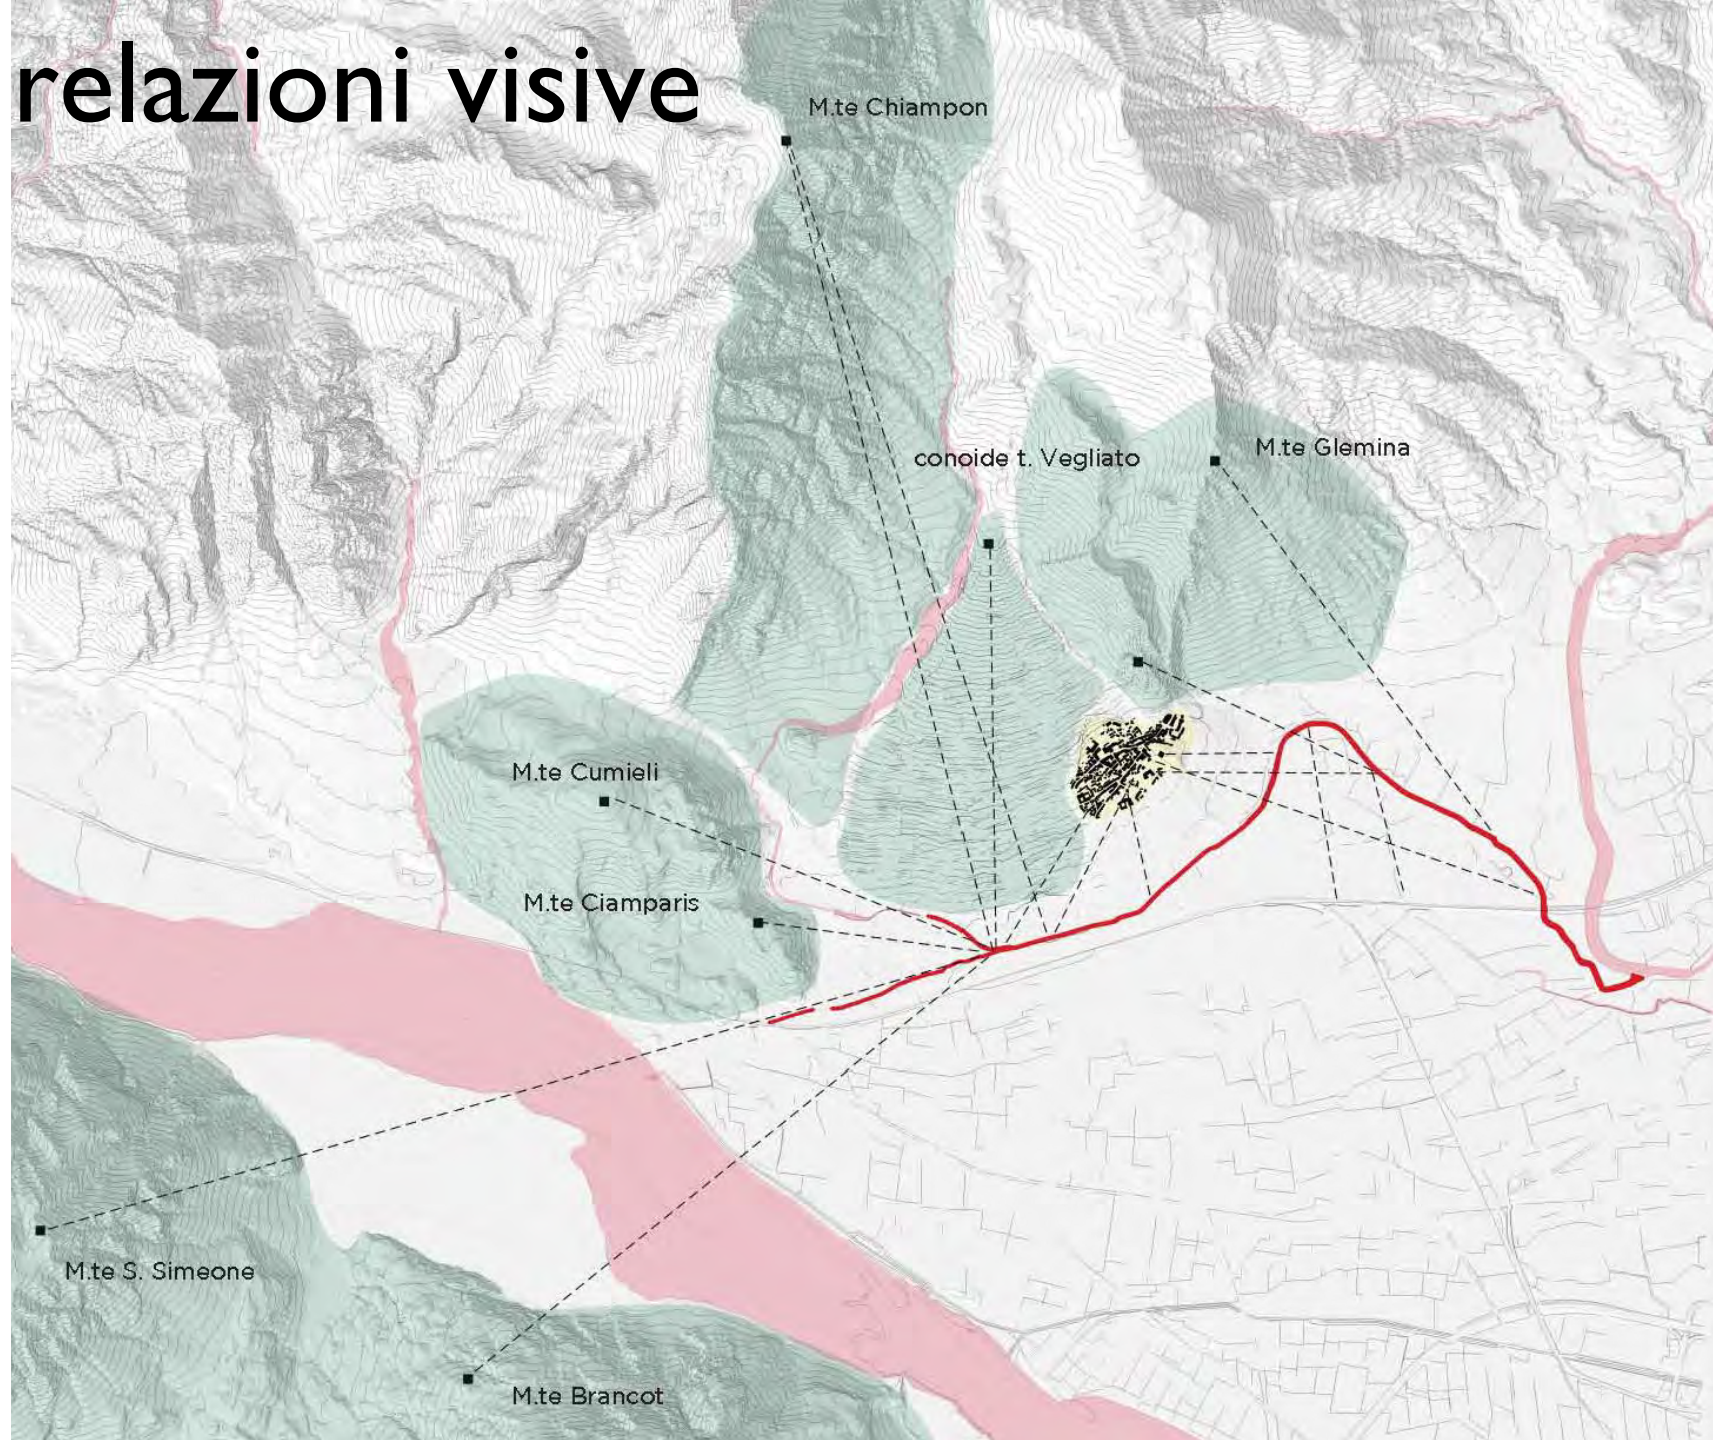 relazioni visive
M.te Chiampon
conoide t. Vegliato
M.te Glemina
M.te Cumieli
M.te Ciamparis
M.te S. Simeone
M.te Brancot